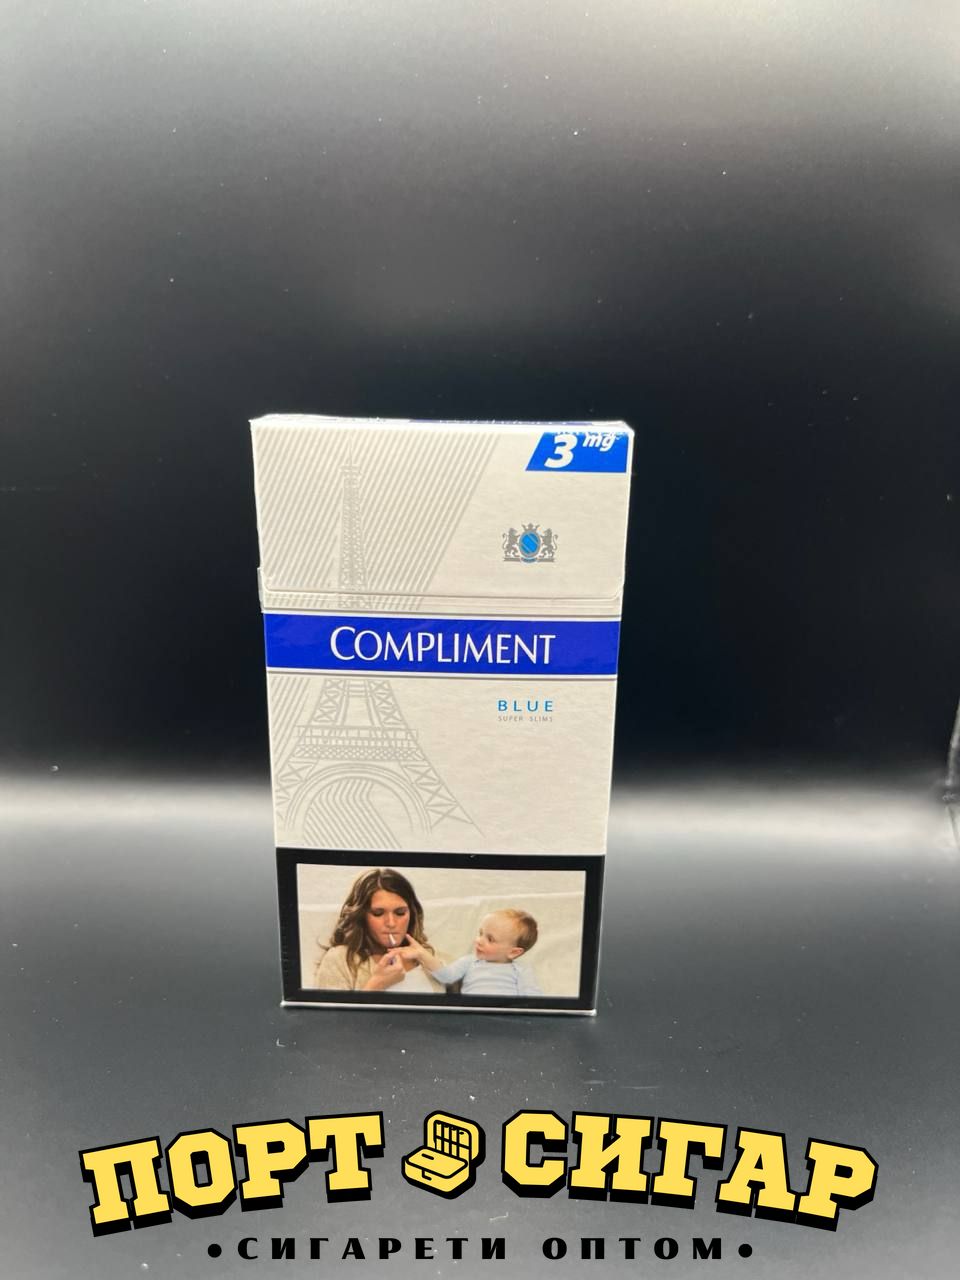 3 mg
COMPLIMENT
BLUE
SUPER SLIMS
ПОРТ СИГАР
•СИГАРЕТИ ОПТОМ•